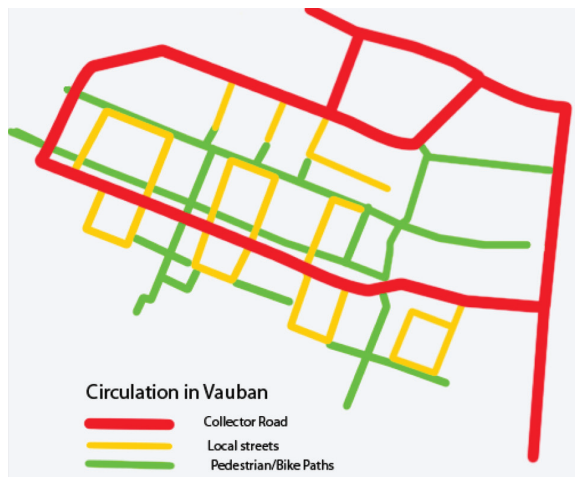 Circulation in Vauban
Collector Road
Local streets
Pedestrian/Bike Paths